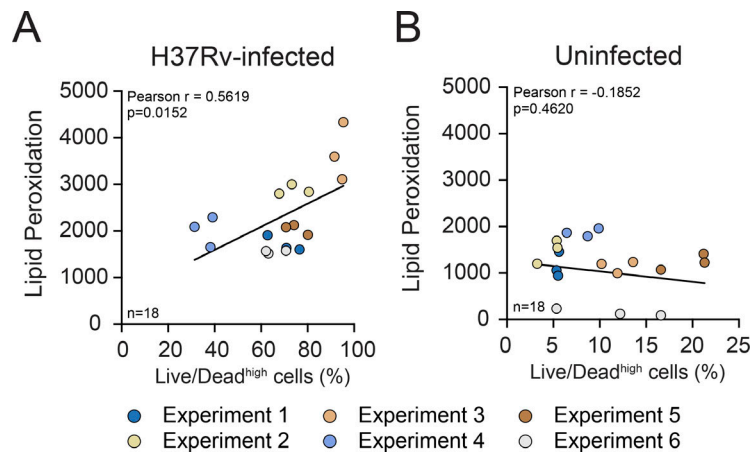 A
H37Rv-infected
Pearson r = 0.5619
p=0.0152
Lipid Peroxidation
5000
4000
3000
2000
1000
0
n=18
0 20 40 60 80 100
Live/Deadhigh cells (%)
B
Uninfected
Pearson r = -0.1852
p=0.4620
Lipid Peroxidation
5000
4000
3000
2000
1000
0
n=18
0 5 10 15 20 25
Live/Deadhigh cells (%)
Experiment 1 Experiment 3 Experiment 5
Experiment 2 Experiment 4 Experiment 6